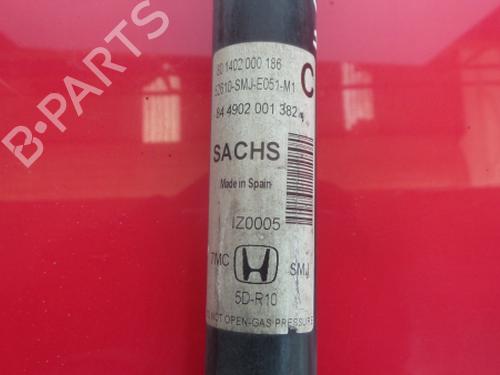 80 1402 000 186
52610-SMJ-E051-M1
C
84 4902 001 382
SACHS
Made in Spain
IZ0005
7MC
SMJ
5D-R10
NOT OPEN-GAS PRESSURE
B-PARTS